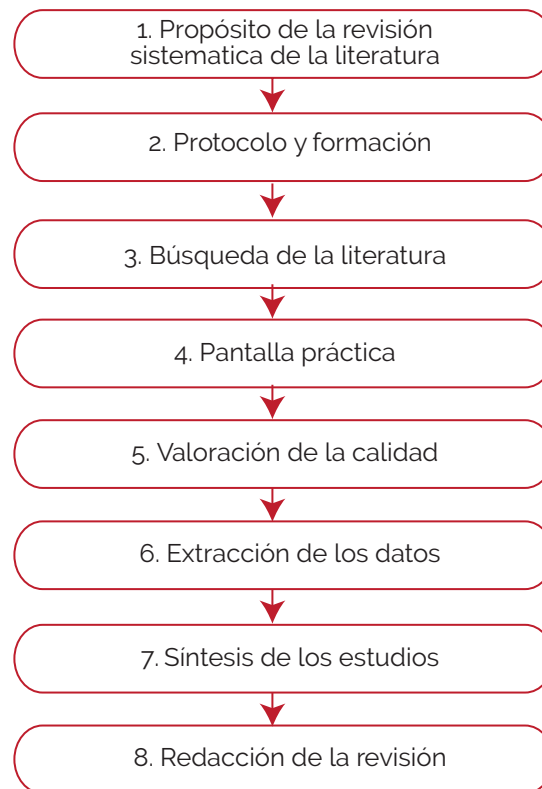 1. Propósito de la revisión
sistematica de la literatura
2. Protocolo y formación
3. Búsqueda de la literatura
4. Pantalla práctica
5. Valoración de la calidad
6. Extracción de los datos
7. Síntesis de los estudios
8. Redacción de la revisión